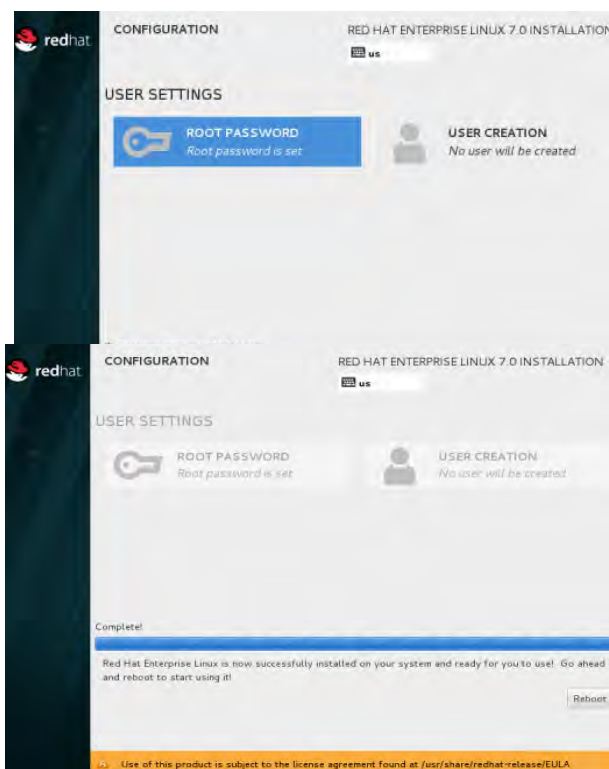 redhat
CONFIGURATION
RED HAT ENTERPRISE LINUX 7.0 INSTALLATION
us
USER SETTINGS
ROOT PASSWORD
Root password is set
USER CREATION
No user will be created
redhat
CONFIGURATION
RED HAT ENTERPRISE LINUX 7.0 INSTALLATION
us
USER SETTINGS
ROOT PASSWORD
Root password is set
USER CREATION
No user will be created
Complete!
Red Hat Enterprise Linux is now successfully installed on your system and ready for you to use! Go ahead
and reboot to start using it!
Reboot
Use of this product is subject to the license agreement found at /usr/share/redhat-release/EULA